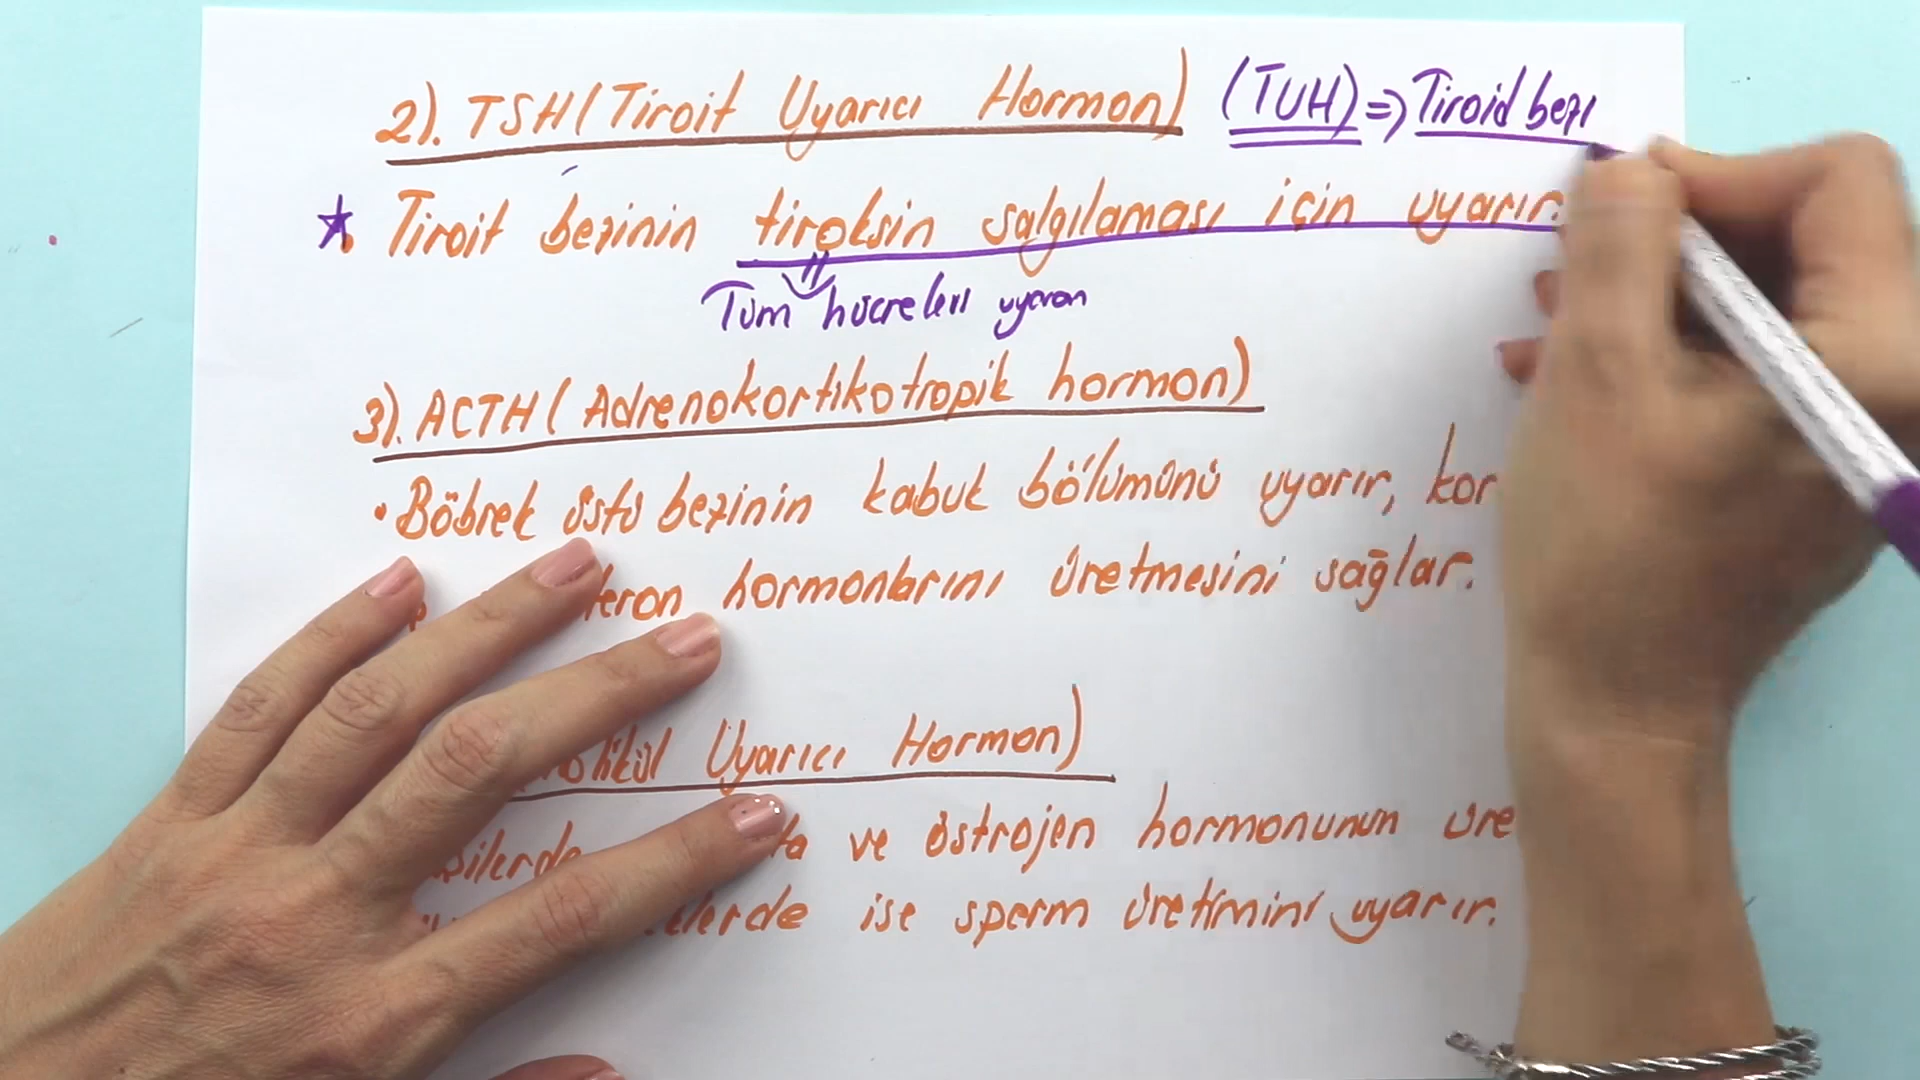 2). TSH (Tiroit Uyarıcı Hormon) (TUH) => Tiroid bezi
* Tiroit bezinin tiroksin salgılaması için uyarır.
Tüm hücreleri uyaran
3). ACTH (Adrenokortikotropik hormon)
• Böbrek üstü bezinin kabuk bölümünü uyarır, kor
teron hormonlarını üretmesini sağlar.
Uyarıcı Hormon)
ve östrojen hormonunun üre
ise sperm üretimini uyarır.